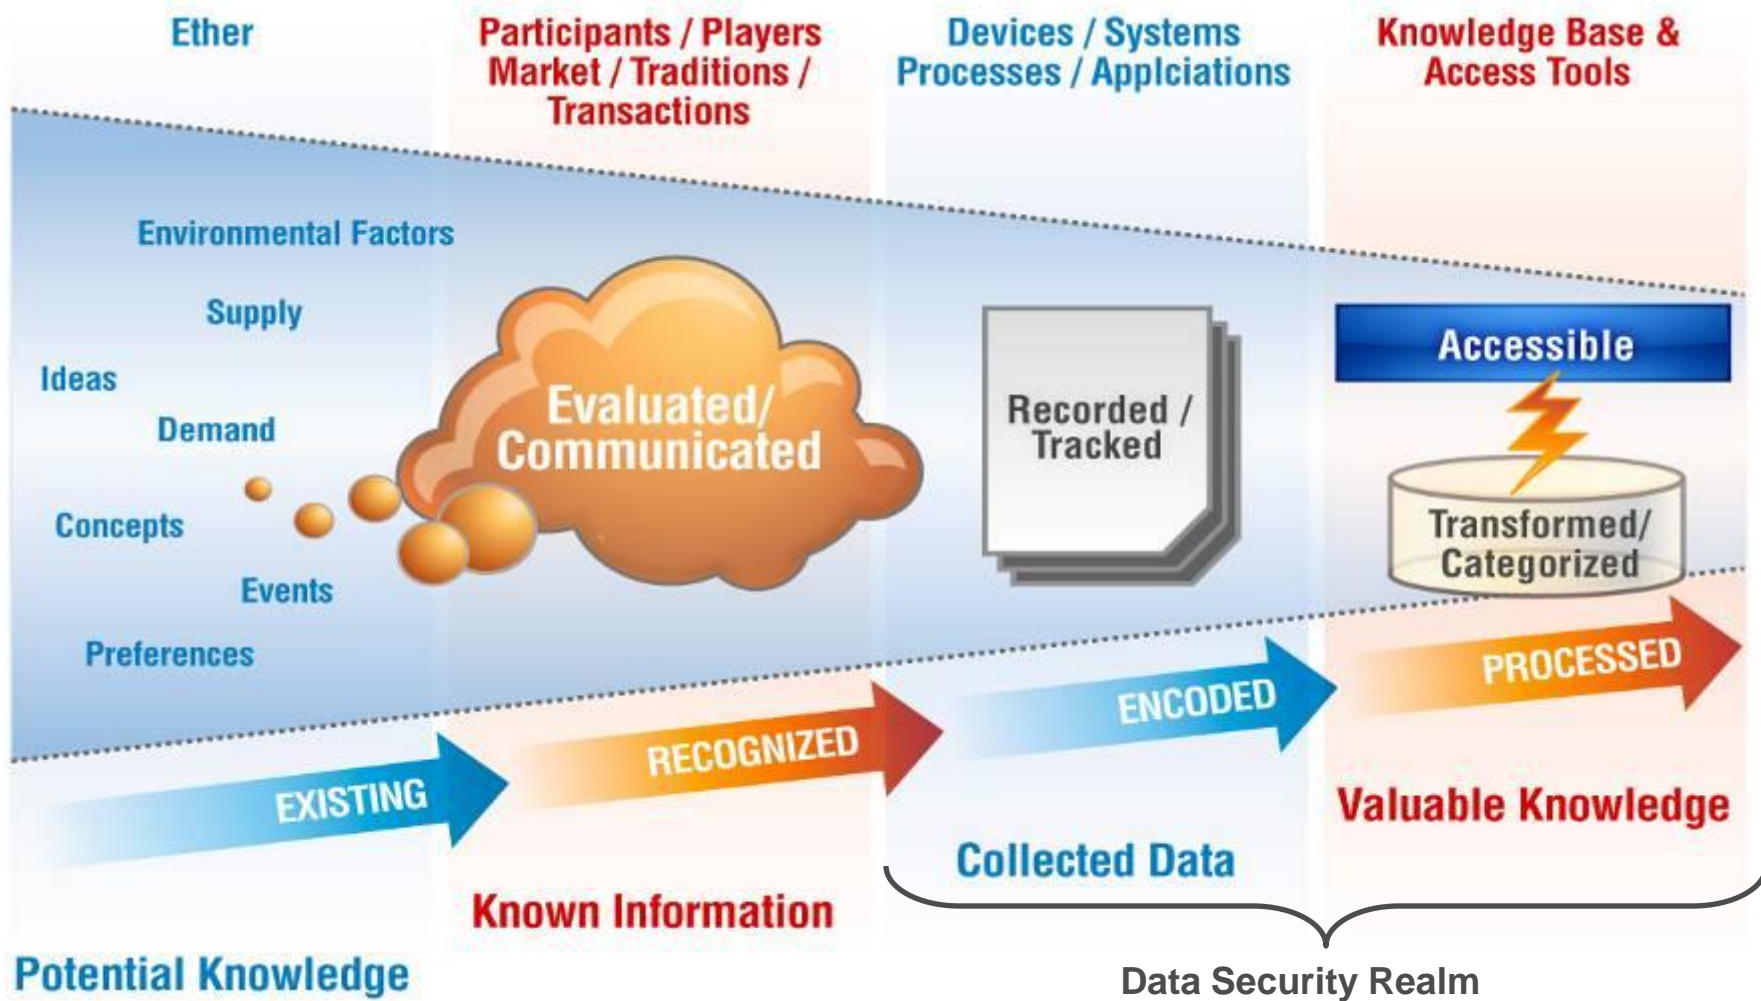 Ether
Participants / Players
Market / Traditions /
Transactions
Devices / Systems
Processes / Applciations
Knowledge Base &
Access Tools
Environmental Factors
Supply
Ideas
Demand
Concepts
Events
Preferences
Evaluated/
Communicated
Recorded /
Tracked
Accessible
Transformed/
Categorized
EXISTING
RECOGNIZED
ENCODED
PROCESSED
Potential Knowledge
Known Information
Collected Data
Valuable Knowledge
Data Security Realm